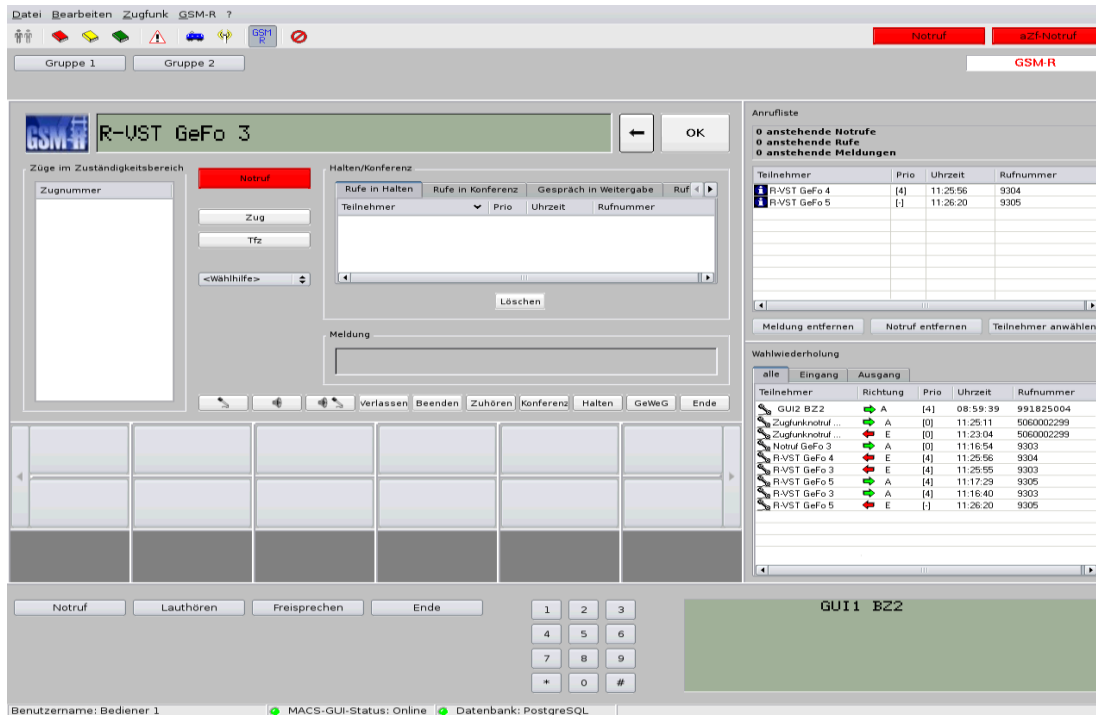 Datei Bearbeiten Zugfunk GSM-R ?
GSM R
Notruf aZf-Notruf
Gruppe 1 Gruppe 2
GSM-R
GSM-R R-VST GeFo 3 OK
Züge im Zuständigkeitsbereich
Zugnummer
Notruf
Zug
Tfz
<Wählhilfe>
Halten/Konferenz
Rufe in Halten Rufe in Konferenz Gespräch in Weitergabe Ruf
Teilnehmer Prio Uhrzeit Rufnummer
Löschen
Meldung
Verlassen Beenden Zuhören Konferenz Halten GeWeG Ende
Anrufliste
0 anstehende Notrufe
0 anstehende Rufe
0 anstehende Meldungen
Teilnehmer Prio Uhrzeit Rufnummer
R-VST GeFo 4 [4] 11:25:56 9304
R-VST GeFo 5 [-] 11:26:20 9305
Meldung entfernen Notruf entfernen Teilnehmer anwählen
Wahlwiederholung
alle Eingang Ausgang
Teilnehmer Richtung Prio Uhrzeit Rufnummer
GUI2 BZ2 A [4] 08:59:39 991825004
Zugfunknotruf ... A [0] 11:25:11 5060002299
Zugfunknotruf ... E [0] 11:23:04 5060002299
Notruf GeFo 3 A [0] 11:16:54 9303
R-VST GeFo 4 E [4] 11:25:56 9304
R-VST GeFo 3 E [4] 11:25:55 9303
R-VST GeFo 5 A [4] 11:17:29 9305
R-VST GeFo 3 A [4] 11:16:40 9303
R-VST GeFo 5 E [-] 11:26:20 9305
Notruf Lauthören Freisprechen Ende
1 2 3
4 5 6
7 8 9
* 0 #
GUI1 BZ2
Benutzername: Bediener 1 MACS-GUI-Status: Online Datenbank: PostgreSQL